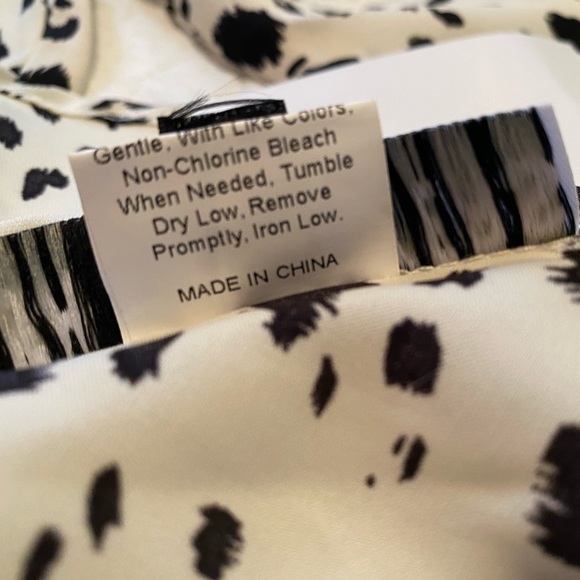 Gentle, With Like Colors,
Non-Chlorine Bleach
When Needed, Tumble
Dry Low, Remove
Promptly, Iron Low.
MADE IN CHINA